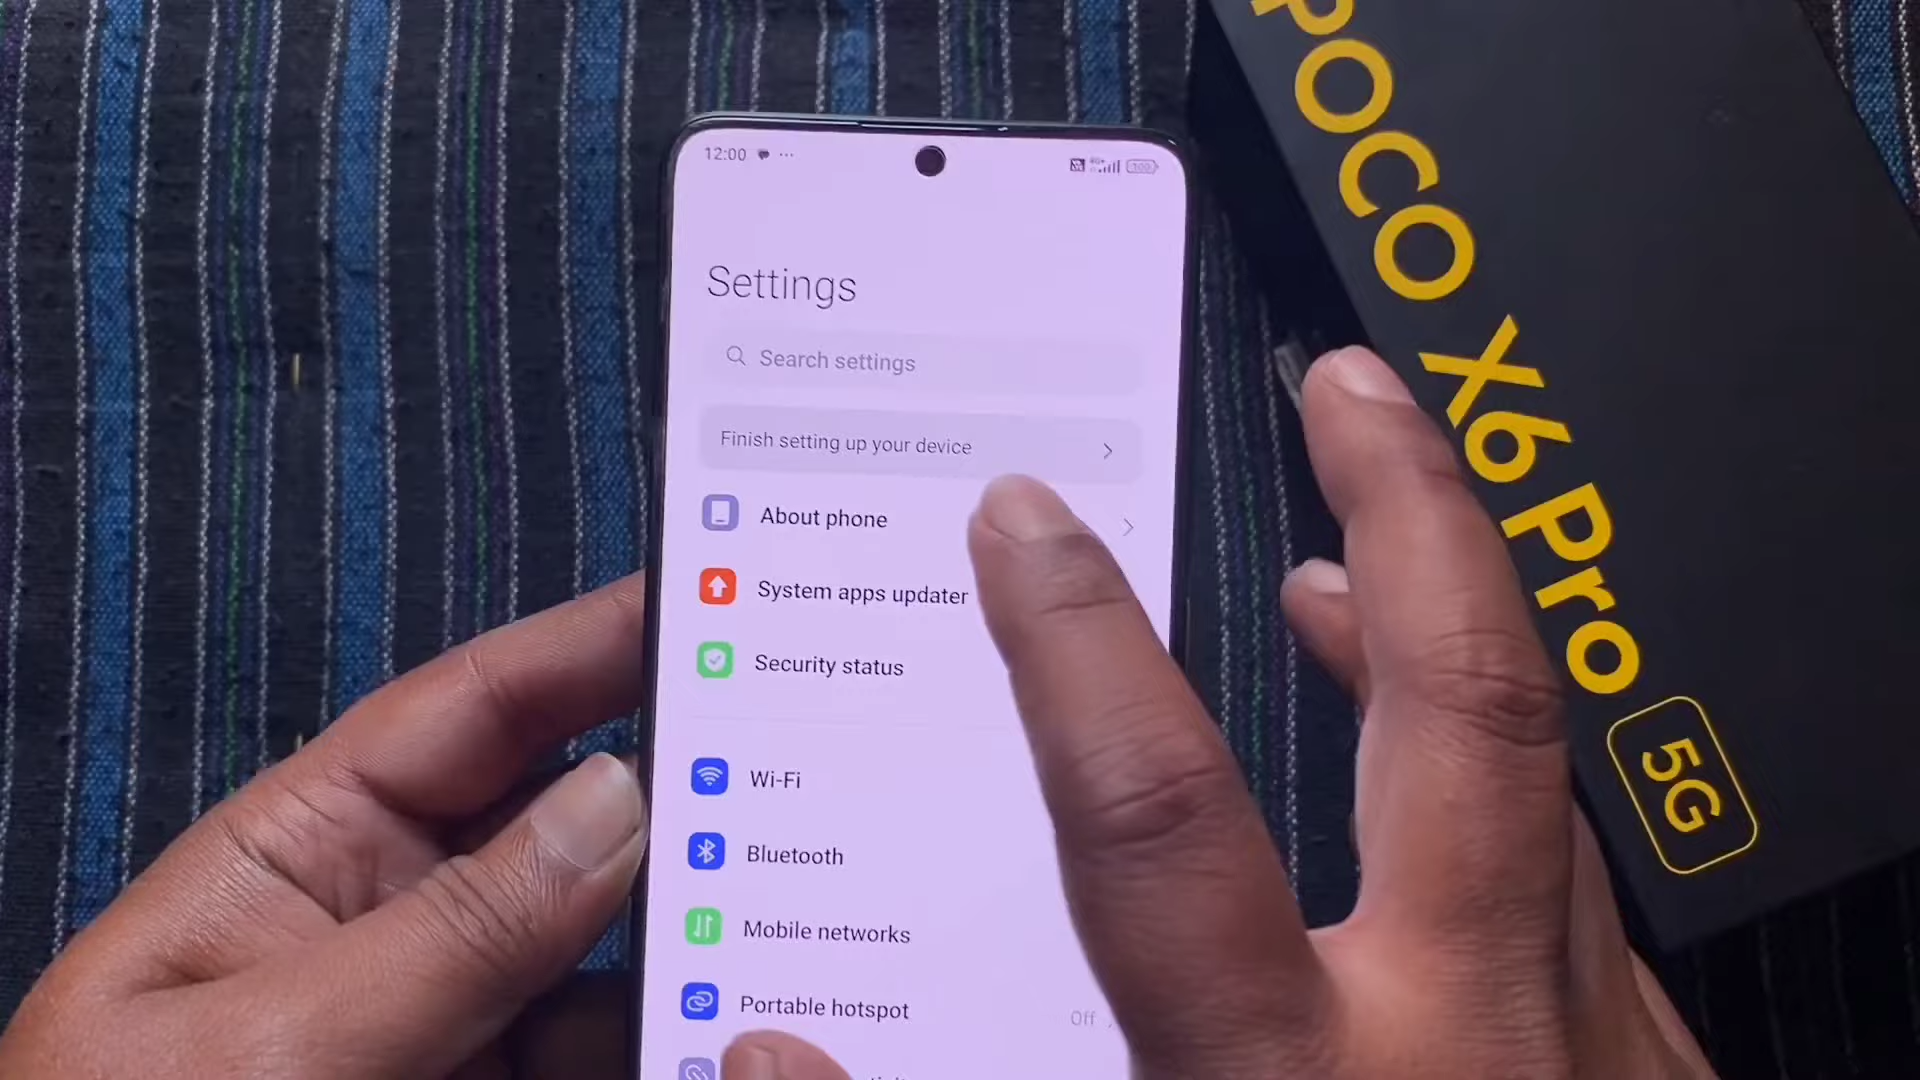 12:00
Settings
Search settings
Finish setting up your device
About phone
System apps updater
Security status
Wi-Fi
Bluetooth
Mobile networks
Portable hotspot
Off
POCO X6 Pro
5G